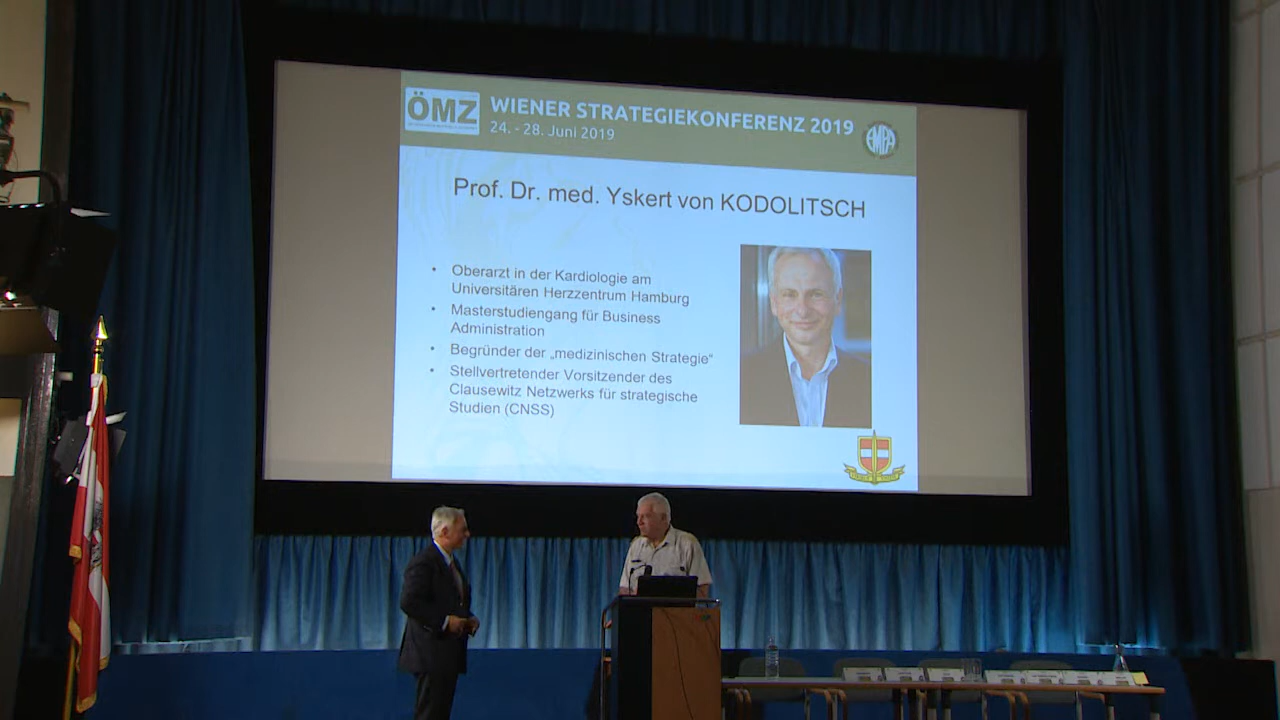 ÖMZ
WIENER STRATEGIEKONFERENZ 2019
24. - 28. Juni 2019
Prof. Dr. med. Yskert von KODOLITSCH
• Oberarzt in der Kardiologie am
Universitären Herzzentrum Hamburg
• Masterstudiengang für Business
Administration
• Begründer der „medizinischen Strategie“
• Stellvertretender Vorsitzender des
Clausewitz Netzwerks für strategische
Studien (CNSS)